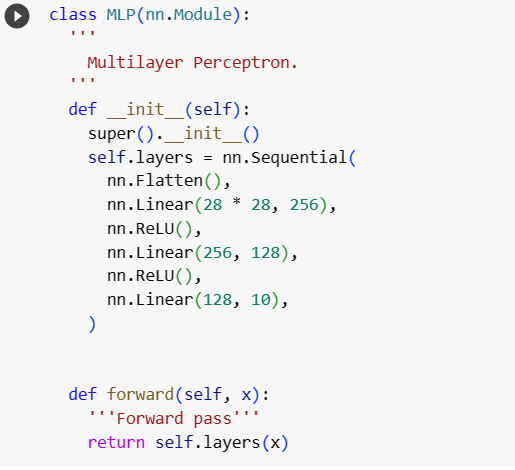 class MLP(nn.Module):
  '''
    Multilayer Perceptron.
  '''
  def __init__(self):
    super().__init__()
    self.layers = nn.Sequential(
      nn.Flatten(),
      nn.Linear(28 * 28, 256),
      nn.ReLU(),
      nn.Linear(256, 128),
      nn.ReLU(),
      nn.Linear(128, 10),
    )
  def forward(self, x):
    '''Forward pass'''
    return self.layers(x)